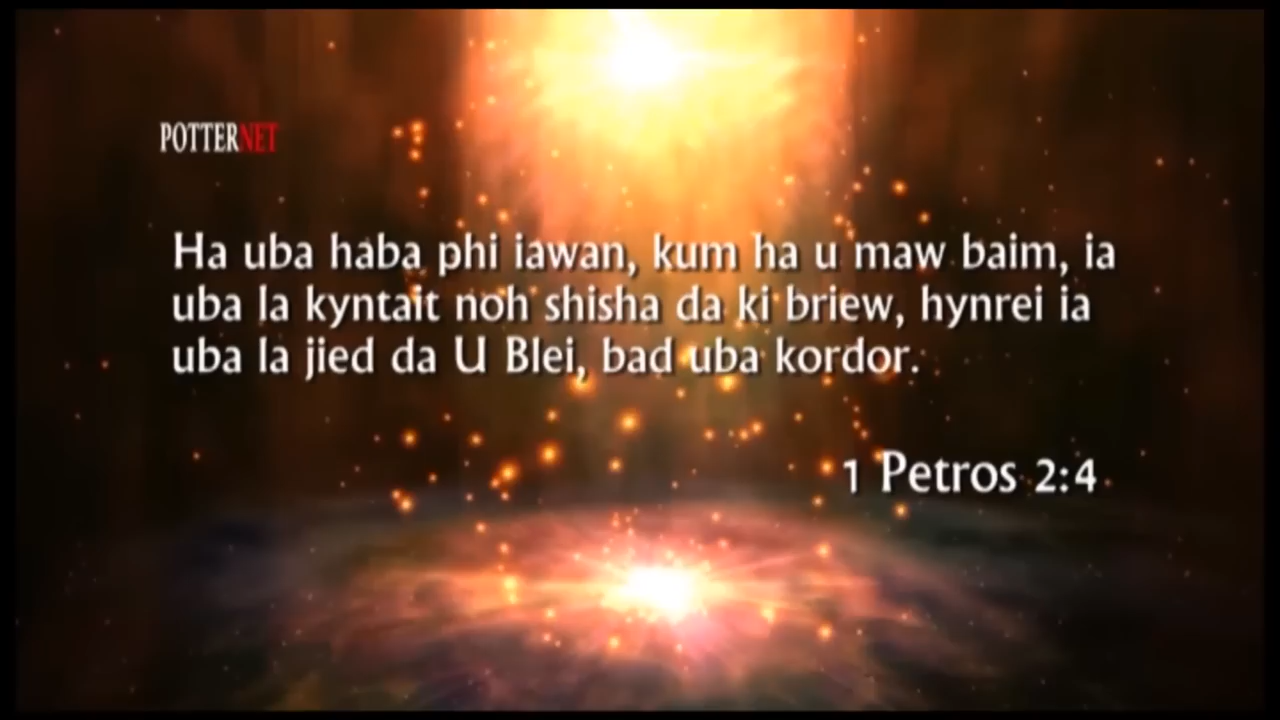 POTTERNET
Ha uba haba phi iawan, kum ha u maw baim, ia
uba la kyntait noh shisha da ki briew, hynrei ia
uba la jied da U Blei, bad uba kordor.
1 Petros 2:4